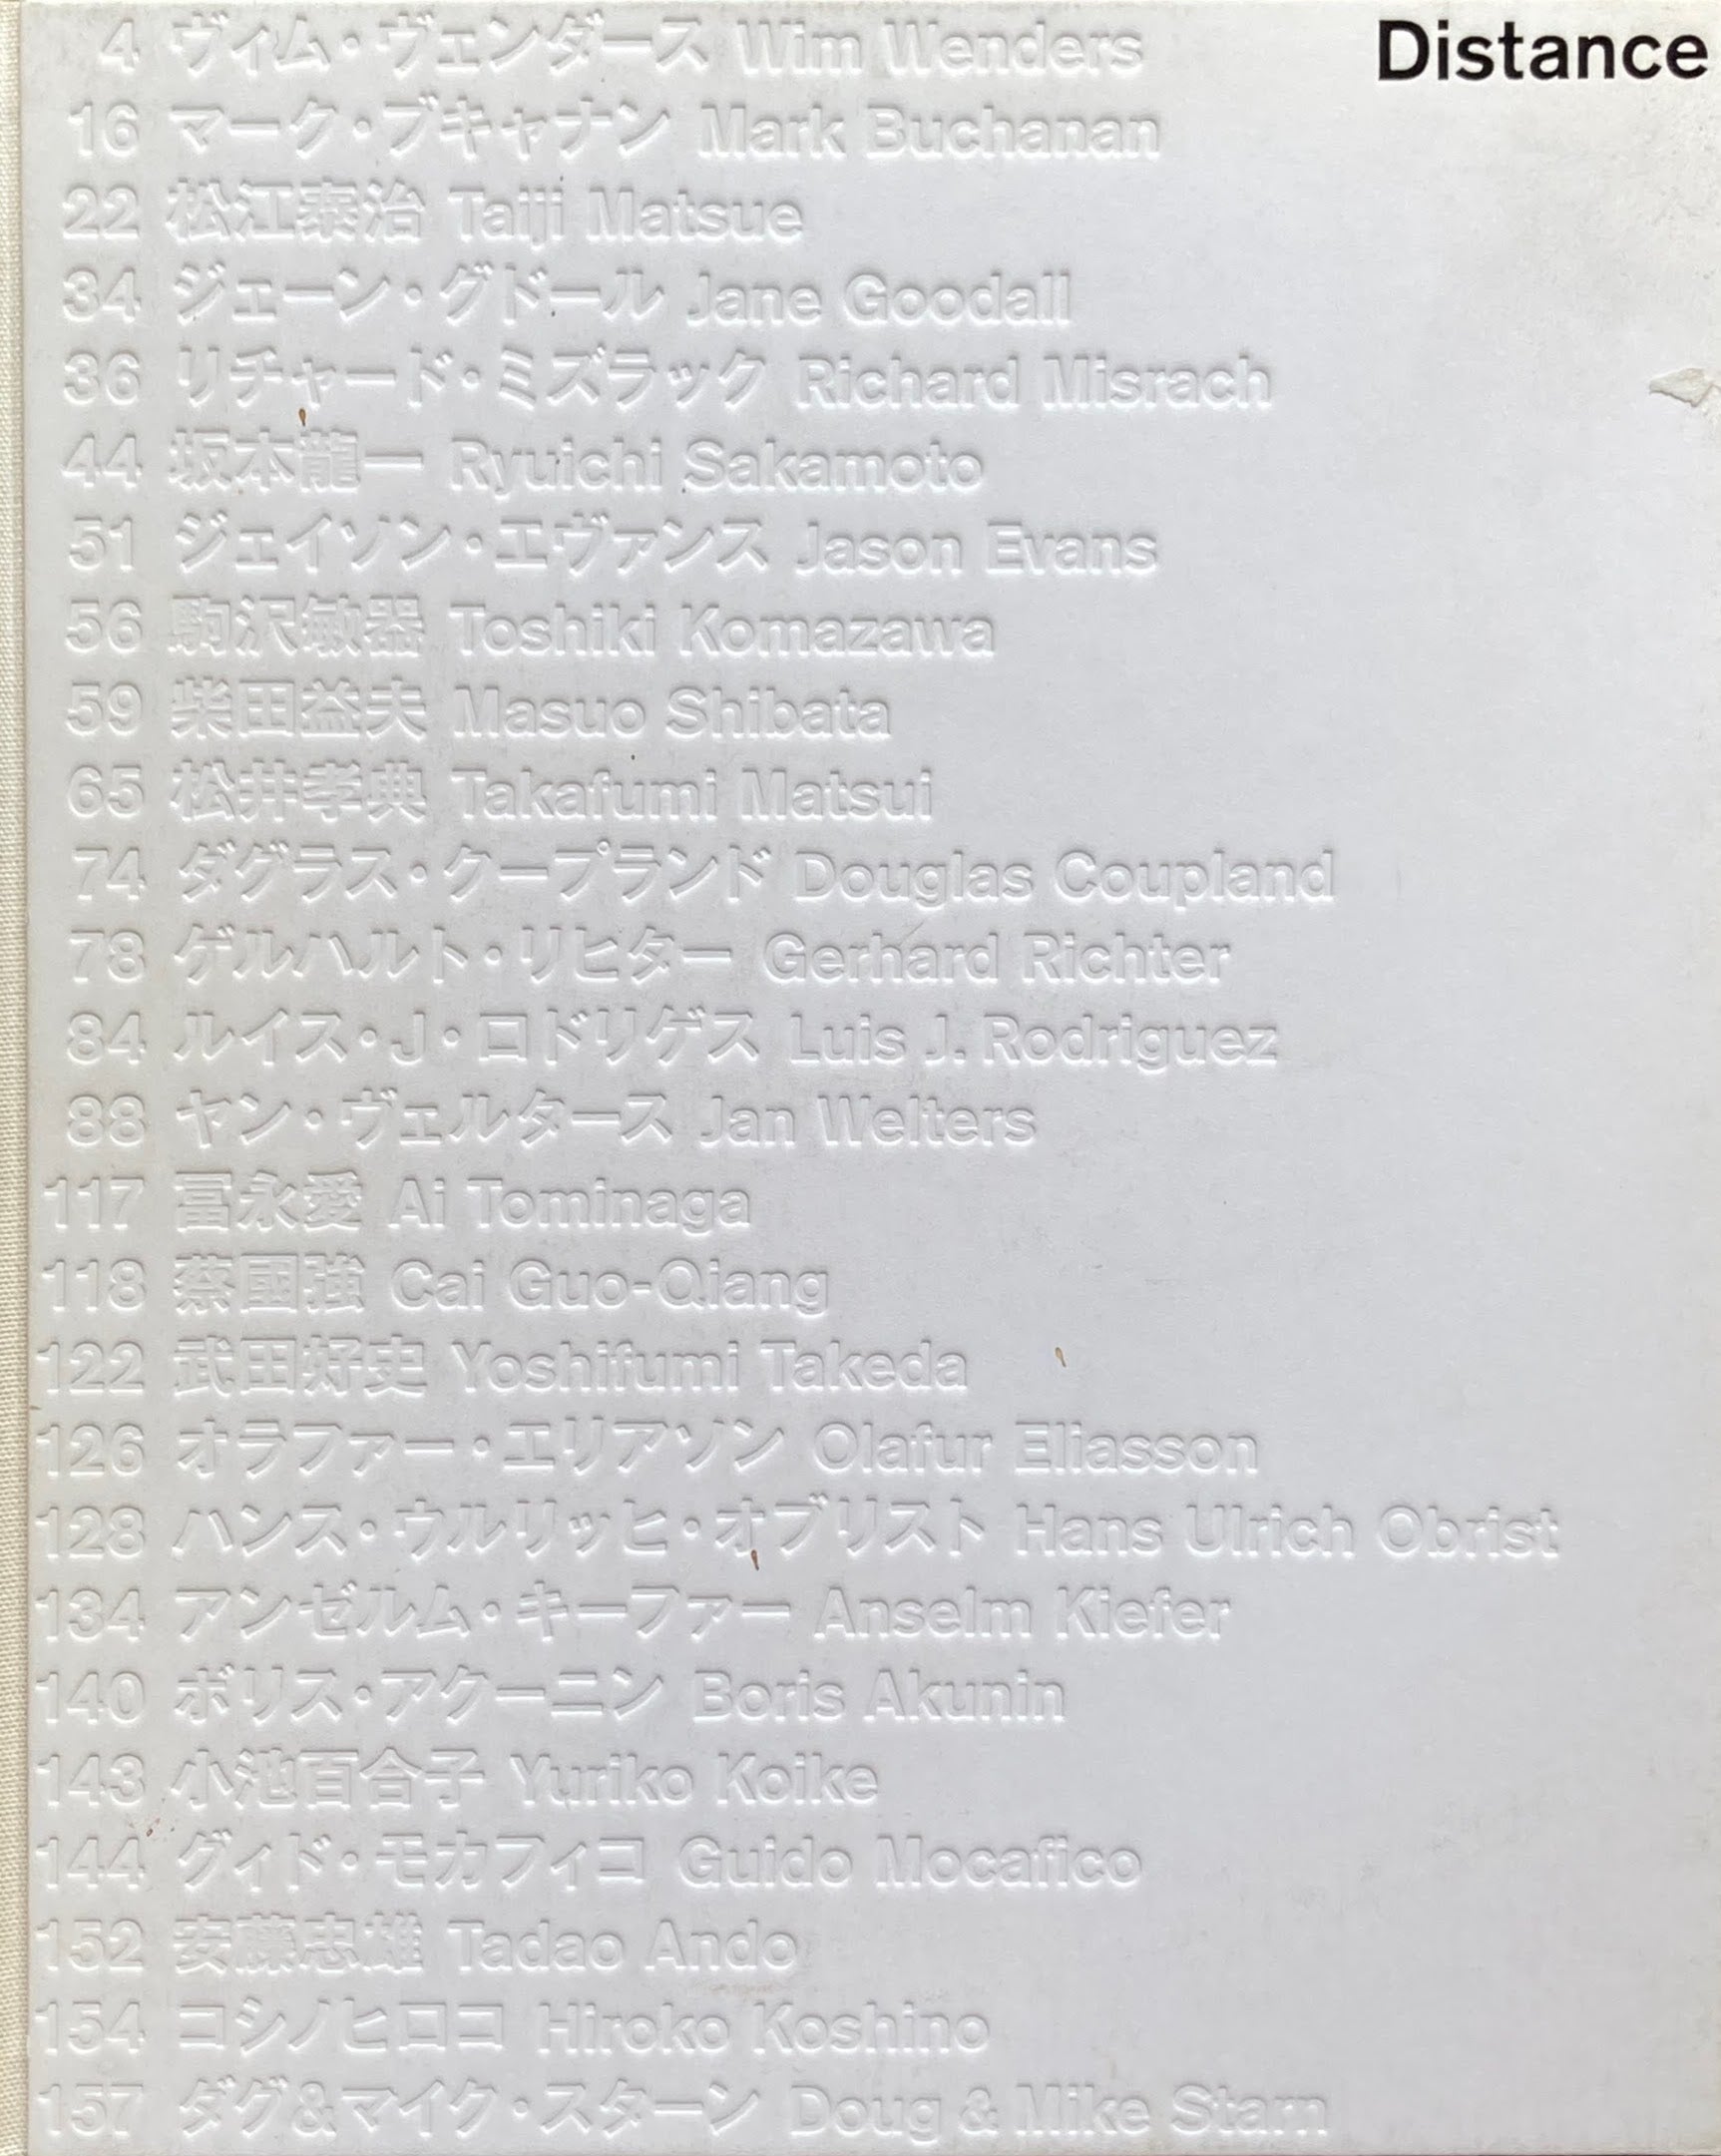 Distance
4 ヴィム・ヴェンダース Wim Wenders
16 マーク・ブキャナン Mark Buchanan
22 松江泰治 Taiji Matsue
34 ジェーン・グドール Jane Goodall
36 リチャード・ミズラック Richard Misrach
44 坂本龍一 Ryuichi Sakamoto
51 ジェイソン・エヴァンス Jason Evans
56 駒沢敏器 Toshiki Komazawa
59 柴田益夫 Masuo Shibata
65 松井孝典 Takafumi Matsui
74 ダグラス・クープランド Douglas Coupland
78 ゲルハルト・リヒター Gerhard Richter
84 ルイス・J・ロドリゲス Luis J. Rodriguez
88 ヤン・ヴェルタース Jan Welters
117 冨永愛 Ai Tominaga
118 蔡國強 Cai Guo-Qiang
122 武田好史 Yoshifumi Takeda
126 オラファー・エリアソン Olafur Eliasson
128 ハンス・ウルリッヒ・オブリスト Hans Ulrich Obrist
134 アンゼルム・キーファー Anselm Kiefer
140 ボリス・アクーニン Boris Akunin
143 小池百合子 Yuriko Koike
144 グィド・モカフィコ Guido Mocafico
152 安藤忠雄 Tadao Ando
154 コシノヒロコ Hiroko Koshino
157 ダグ&マイク・スターン Doug & Mike Starn